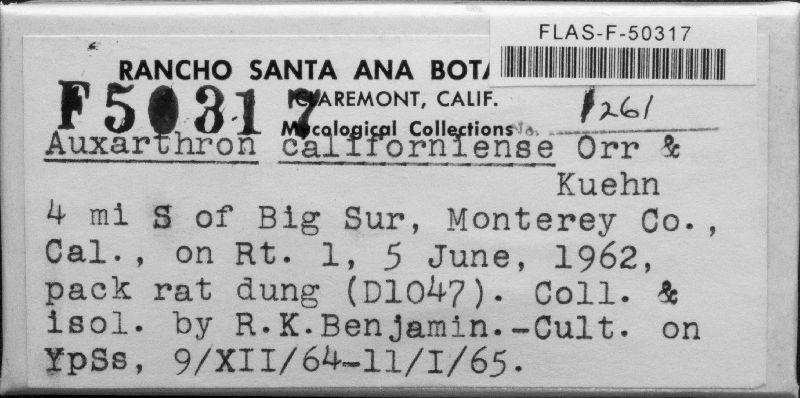 FLAS-F-50317
RANCHO SANTA ANA BOTA
F50317
CLAREMONT, CALIF.
Mycological Collections No. 1261
Auxarthron californiense Orr &
Kuehn
4 mi S of Big Sur, Monterey Co.,
Cal., on Rt. 1, 5 June, 1962,
pack rat dung (D1047). Coll. &
isol. by R.K.Benjamin.-Cult. on
YpSs, 9/XII/64-11/I/65.